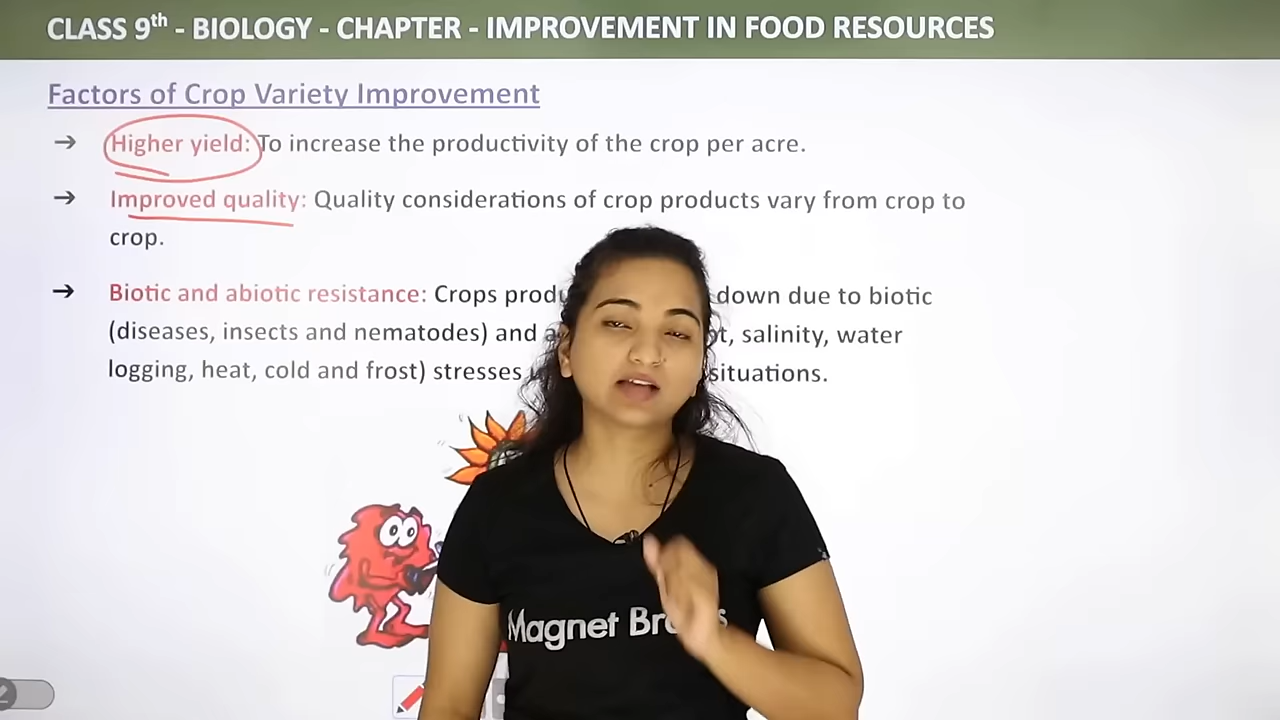 CLASS 9th - BIOLOGY - CHAPTER - IMPROVEMENT IN FOOD RESOURCES
Factors of Crop Variety Improvement
→ Higher yield: To increase the productivity of the crop per acre.
→ Improved quality: Quality considerations of crop products vary from crop to
crop.
→ Biotic and abiotic resistance: Crops down due to biotic
(diseases, insects and nematodes) and salinity, water
logging, heat, cold and frost) stresses situations.
Magnet